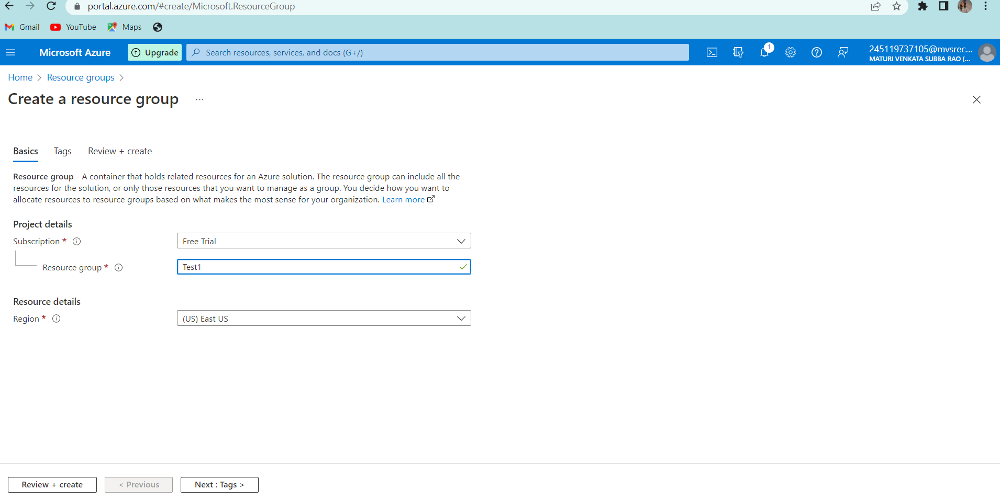 portal.azure.com/#create/Microsoft.ResourceGroup
Gmail YouTube Maps
Microsoft Azure Upgrade Search resources, services, and docs (G+/) 1 245119737105@mvsrec...
MATURI VENKATA SUBBA RAO (...
Home > Resource groups >
Create a resource group ...
Basics Tags Review + create
Resource group - A container that holds related resources for an Azure solution. The resource group can include all the
resources for the solution, or only those resources that you want to manage as a group. You decide how you want to
allocate resources to resource groups based on what makes the most sense for your organization. Learn more
Project details
Subscription * Free Trial
Resource group * Test1
Resource details
Region * (US) East US
Review + create < Previous Next : Tags >